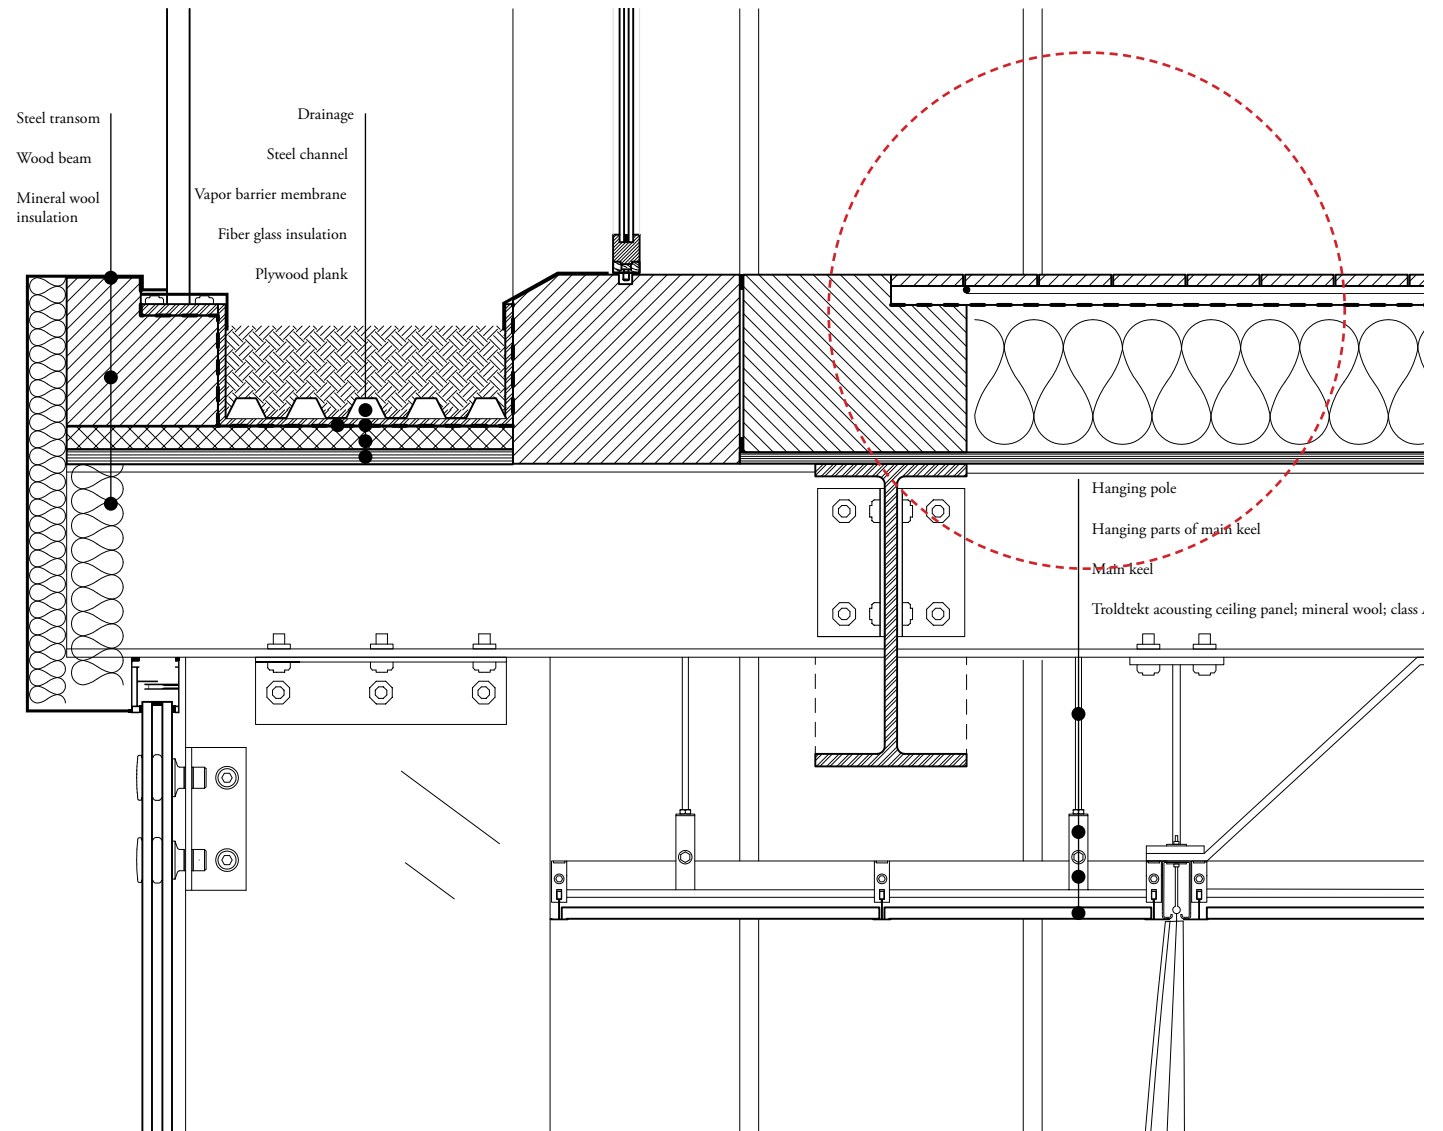 Steel transom
Wood beam
Mineral wool
insulation
Drainage
Steel channel
Vapor barrier membrane
Fiber glass insulation
Plywood plank
Hanging pole
Hanging parts of main keel
Main keel
Troldtekt acousting ceiling panel; mineral wool; class